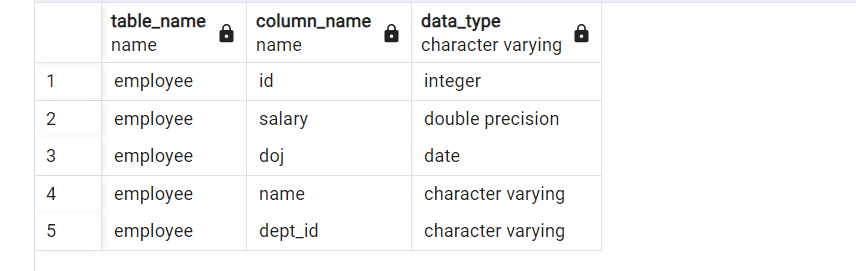 table_name column_name data_type
name name character varying
1 employee id integer
2 employee salary double precision
3 employee doj date
4 employee name character varying
5 employee dept_id character varying